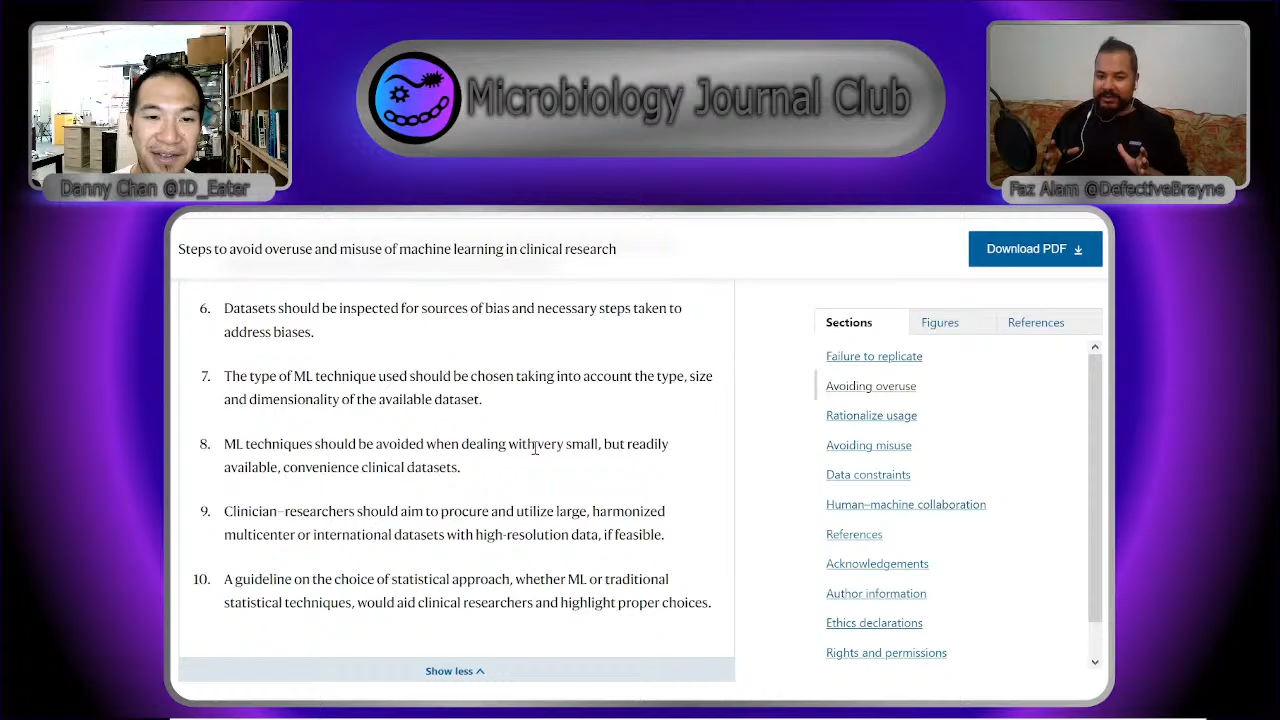 Microbiology Journal Club
Danny Chan @ID_Eater
Faz Alam @DefectiveBrayne
Steps to avoid overuse and misuse of machine learning in clinical research
Download PDF
6. Datasets should be inspected for sources of bias and necessary steps taken to
address biases.
7. The type of ML technique used should be chosen taking into account the type, size
and dimensionality of the available dataset.
8. ML techniques should be avoided when dealing with very small, but readily
available, convenience clinical datasets.
9. Clinician–researchers should aim to procure and utilize large, harmonized
multicenter or international datasets with high-resolution data, if feasible.
10. A guideline on the choice of statistical approach, whether ML or traditional
statistical techniques, would aid clinical researchers and highlight proper choices.
Show less
Sections Figures References
Failure to replicate
Avoiding overuse
Rationalize usage
Avoiding misuse
Data constraints
Human–machine collaboration
References
Acknowledgements
Author information
Ethics declarations
Rights and permissions